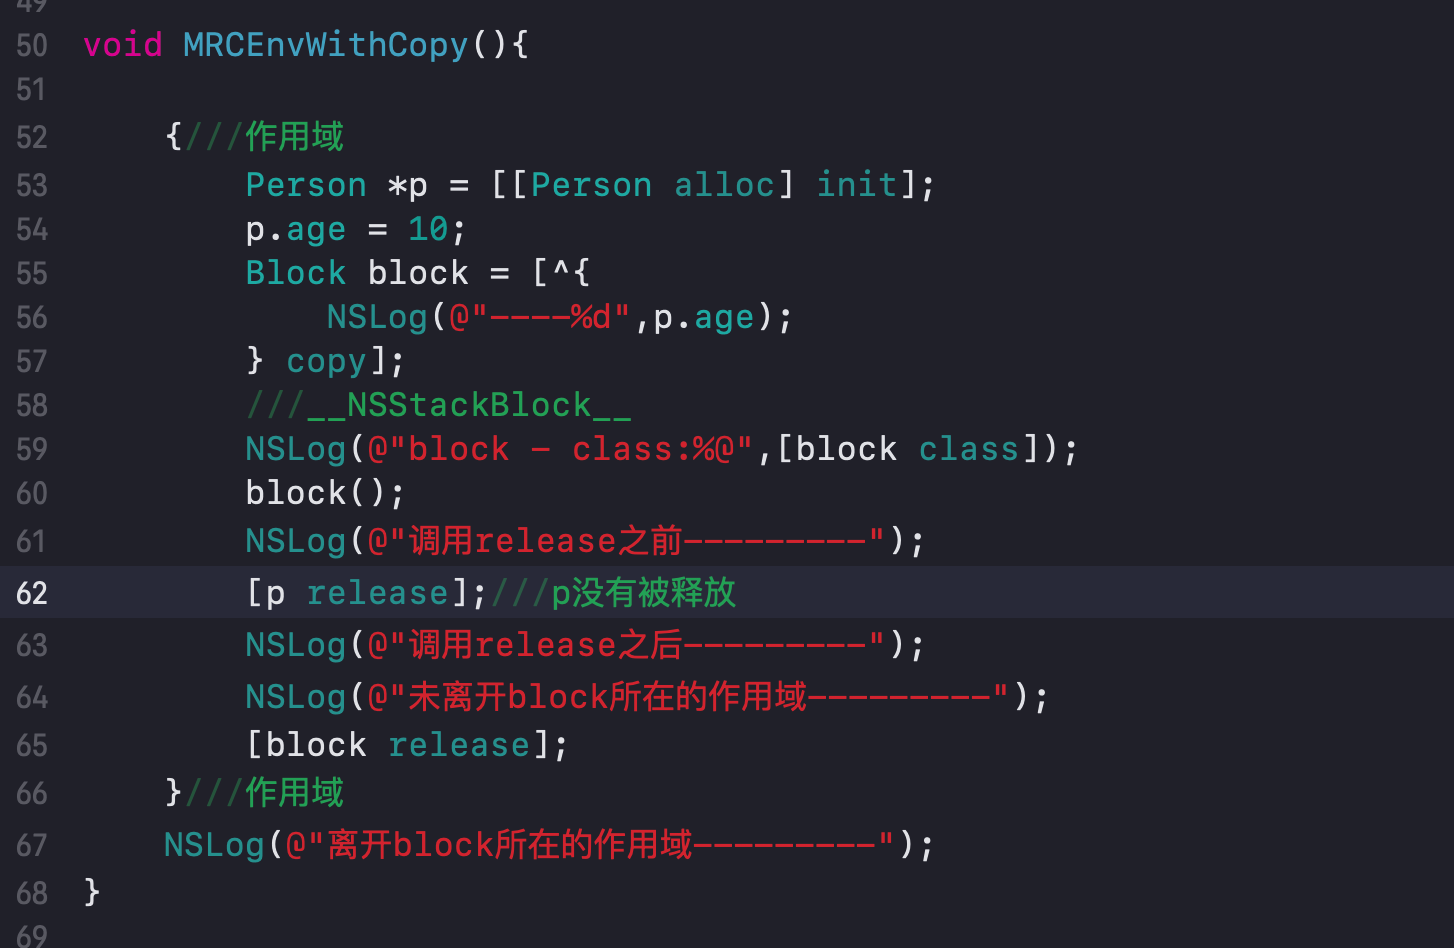 49
50 void MRCEnvWithCopy(){
51
52 {///作用域
53 Person *p = [[Person alloc] init];
54 p.age = 10;
55 Block block = [^{
56 NSLog(@"----%d",p.age);
57 } copy];
58 ///__NSStackBlock__
59 NSLog(@"block - class:%@",[block class]);
60 block();
61 NSLog(@"调用release之前---------");
62 [p release];///p没有被释放
63 NSLog(@"调用release之后---------");
64 NSLog(@"未离开block所在的作用域---------");
65 [block release];
66 }///作用域
67 NSLog(@"离开block所在的作用域---------");
68 }
69